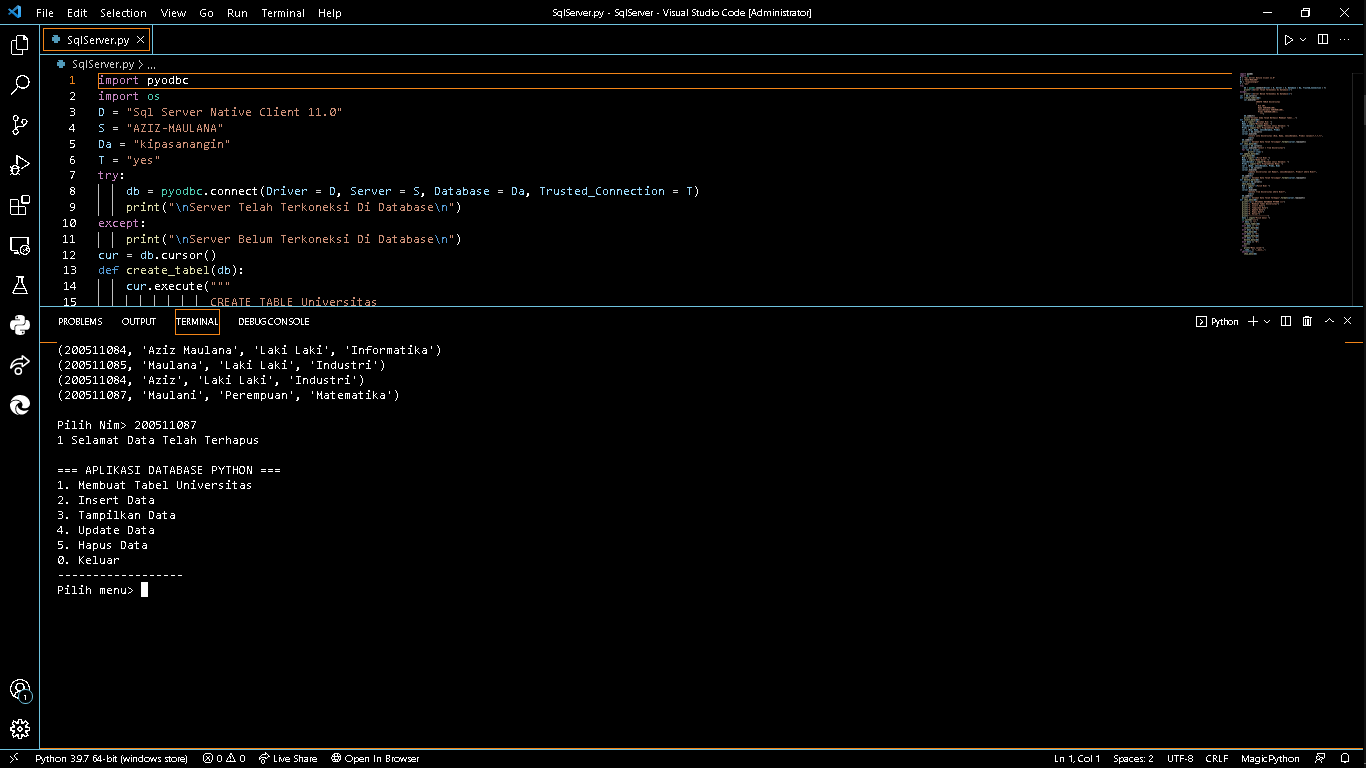 File Edit Selection View Go Run Terminal Help
SqlServer.py - SqlServer - Visual Studio Code [Administrator]
SqlServer.py
SqlServer.py > ...
1 import pyodbc
2 import os
3 D = "Sql Server Native Client 11.0"
4 S = "AZIZ-MAULANA"
5 Da = "kipasanangin"
6 T = "yes"
7 try:
8 db = pyodbc.connect(Driver = D, Server = S, Database = Da, Trusted_Connection = T)
9 print("\nServer Telah Terkoneksi Di Database\n")
10 except:
11 print("\nServer Belum Terkoneksi Di Database\n")
12 cur = db.cursor()
13 def create_tabel(db):
14 cur.execute("""
15 CREATE TABLE Universitas
PROBLEMS OUTPUT TERMINAL DEBUG CONSOLE
Python
(200511084, 'Aziz Maulana', 'Laki Laki', 'Informatika')
(200511085, 'Maulana', 'Laki Laki', 'Industri')
(200511084, 'Aziz', 'Laki Laki', 'Industri')
(200511087, 'Maulani', 'Perempuan', 'Matematika')
Pilih Nim> 200511087
1 Selamat Data Telah Terhapus
=== APLIKASI DATABASE PYTHON ===
1. Membuat Tabel Universitas
2. Insert Data
3. Tampilkan Data
4. Update Data
5. Hapus Data
0. Keluar
------------------
Pilih menu>
1
Python 3.9.7 64-bit (windows store) 0 0 Live Share Open In Browser
Ln 1, Col 1 Spaces: 2 UTF-8 CRLF MagicPython